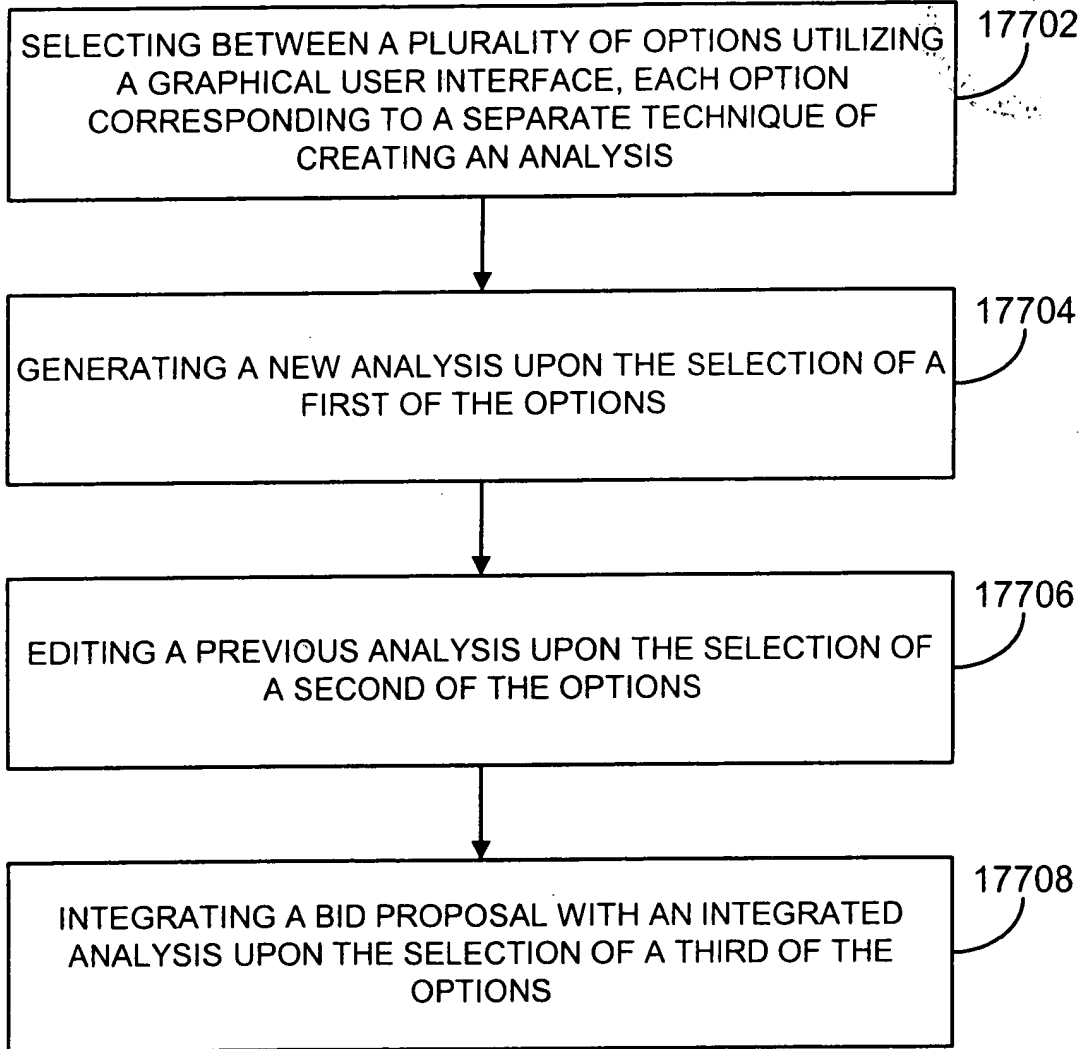 SELECTING BETWEEN A PLURALITY OF OPTIONS UTILIZING
A GRAPHICAL USER INTERFACE, EACH OPTION
CORRESPONDING TO A SEPARATE TECHNIQUE OF
CREATING AN ANALYSIS
17702
GENERATING A NEW ANALYSIS UPON THE SELECTION OF A
FIRST OF THE OPTIONS
17704
EDITING A PREVIOUS ANALYSIS UPON THE SELECTION OF
A SECOND OF THE OPTIONS
17706
INTEGRATING A BID PROPOSAL WITH AN INTEGRATED
ANALYSIS UPON THE SELECTION OF A THIRD OF THE
OPTIONS
17708